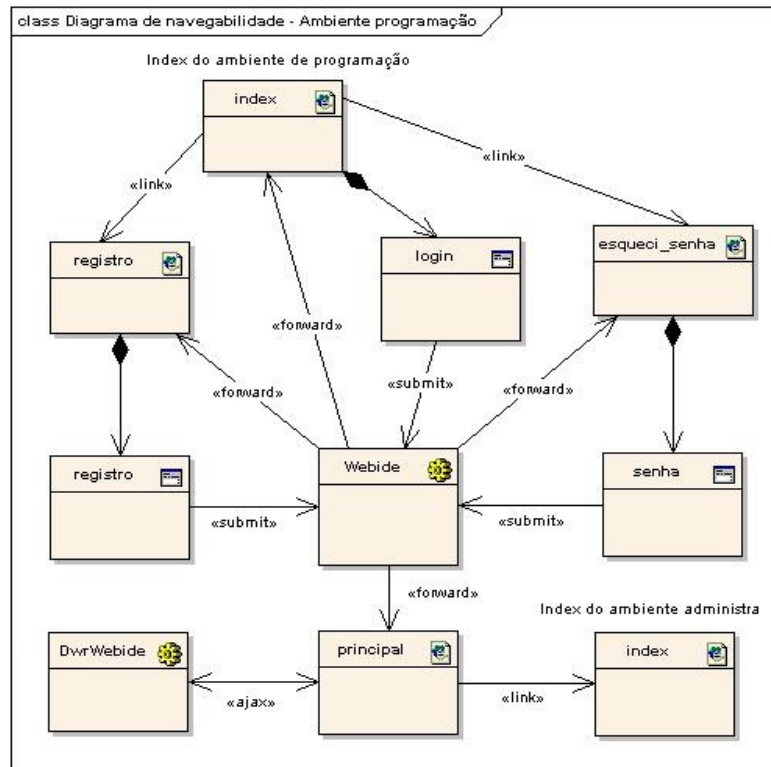 class Diagrama de navegabilidade - Ambiente programação
Index do ambiente de programação
index
«link»
«link»
registro
login
esqueci_senha
«forward»
«submit»
«forward»
«forward»
registro
Webide
senha
«submit»
«submit»
«forward»
Index do ambiente administra
DwrWebide
principal
index
«ajax»
«link»